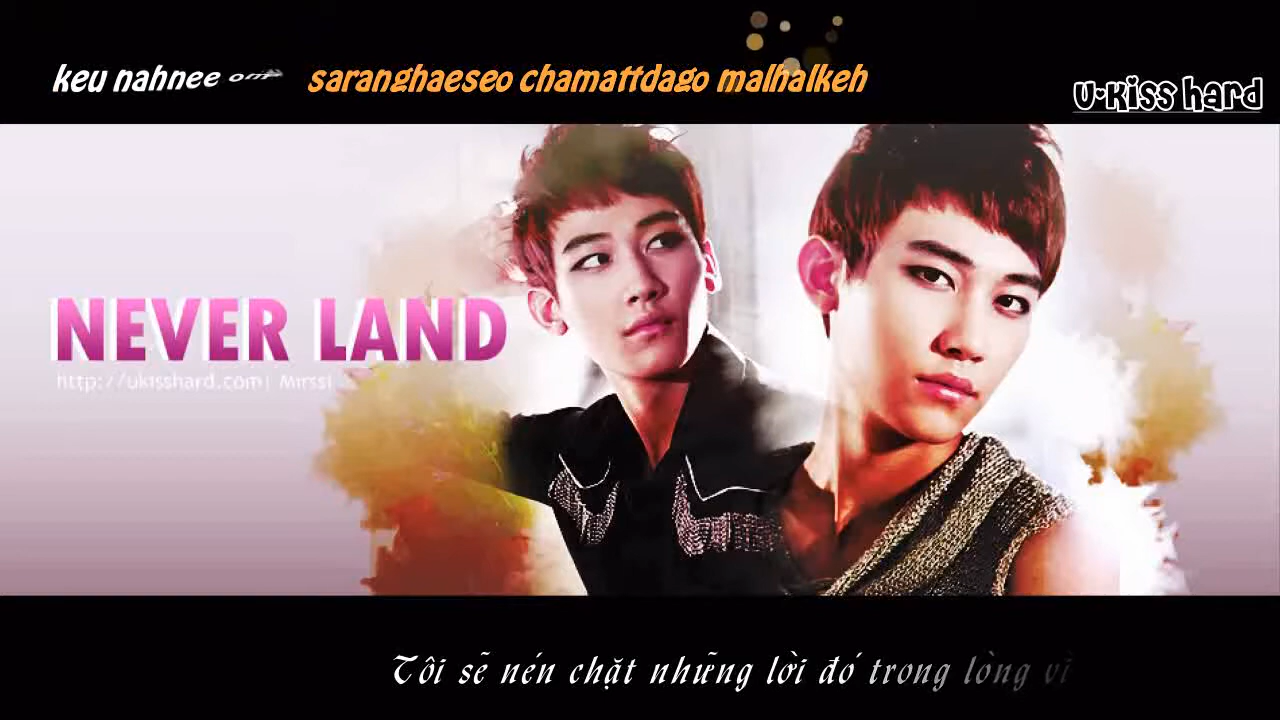 keu nahnee saranghaeseo chamattdago malhalkeh
U•Kiss hard
NEVER LAND
http://ukisshard.com| Mirssi
Tôi sẽ nén chặt những lời đó trong lòng vì